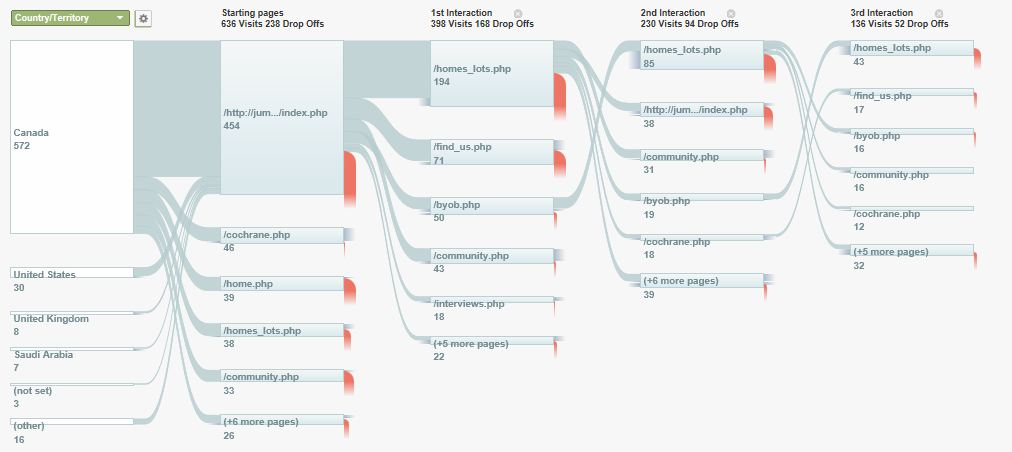 Country/Territory
Starting pages
636 Visits 238 Drop Offs
1st Interaction
398 Visits 168 Drop Offs
2nd Interaction
230 Visits 94 Drop Offs
3rd Interaction
136 Visits 52 Drop Offs
Canada
572
United States
30
United Kingdom
8
Saudi Arabia
7
(not set)
3
(other)
16
/http://jum.../index.php
454
/cochrane.php
46
/home.php
39
/homes_lots.php
38
/community.php
33
(+6 more pages)
26
/homes_lots.php
194
/find_us.php
71
/byob.php
50
/community.php
43
/interviews.php
18
(+5 more pages)
22
/homes_lots.php
85
/http://jum.../index.php
38
/community.php
31
/byob.php
19
/cochrane.php
18
(+6 more pages)
39
/homes_lots.php
43
/find_us.php
17
/byob.php
16
/community.php
16
/cochrane.php
12
(+5 more pages)
32